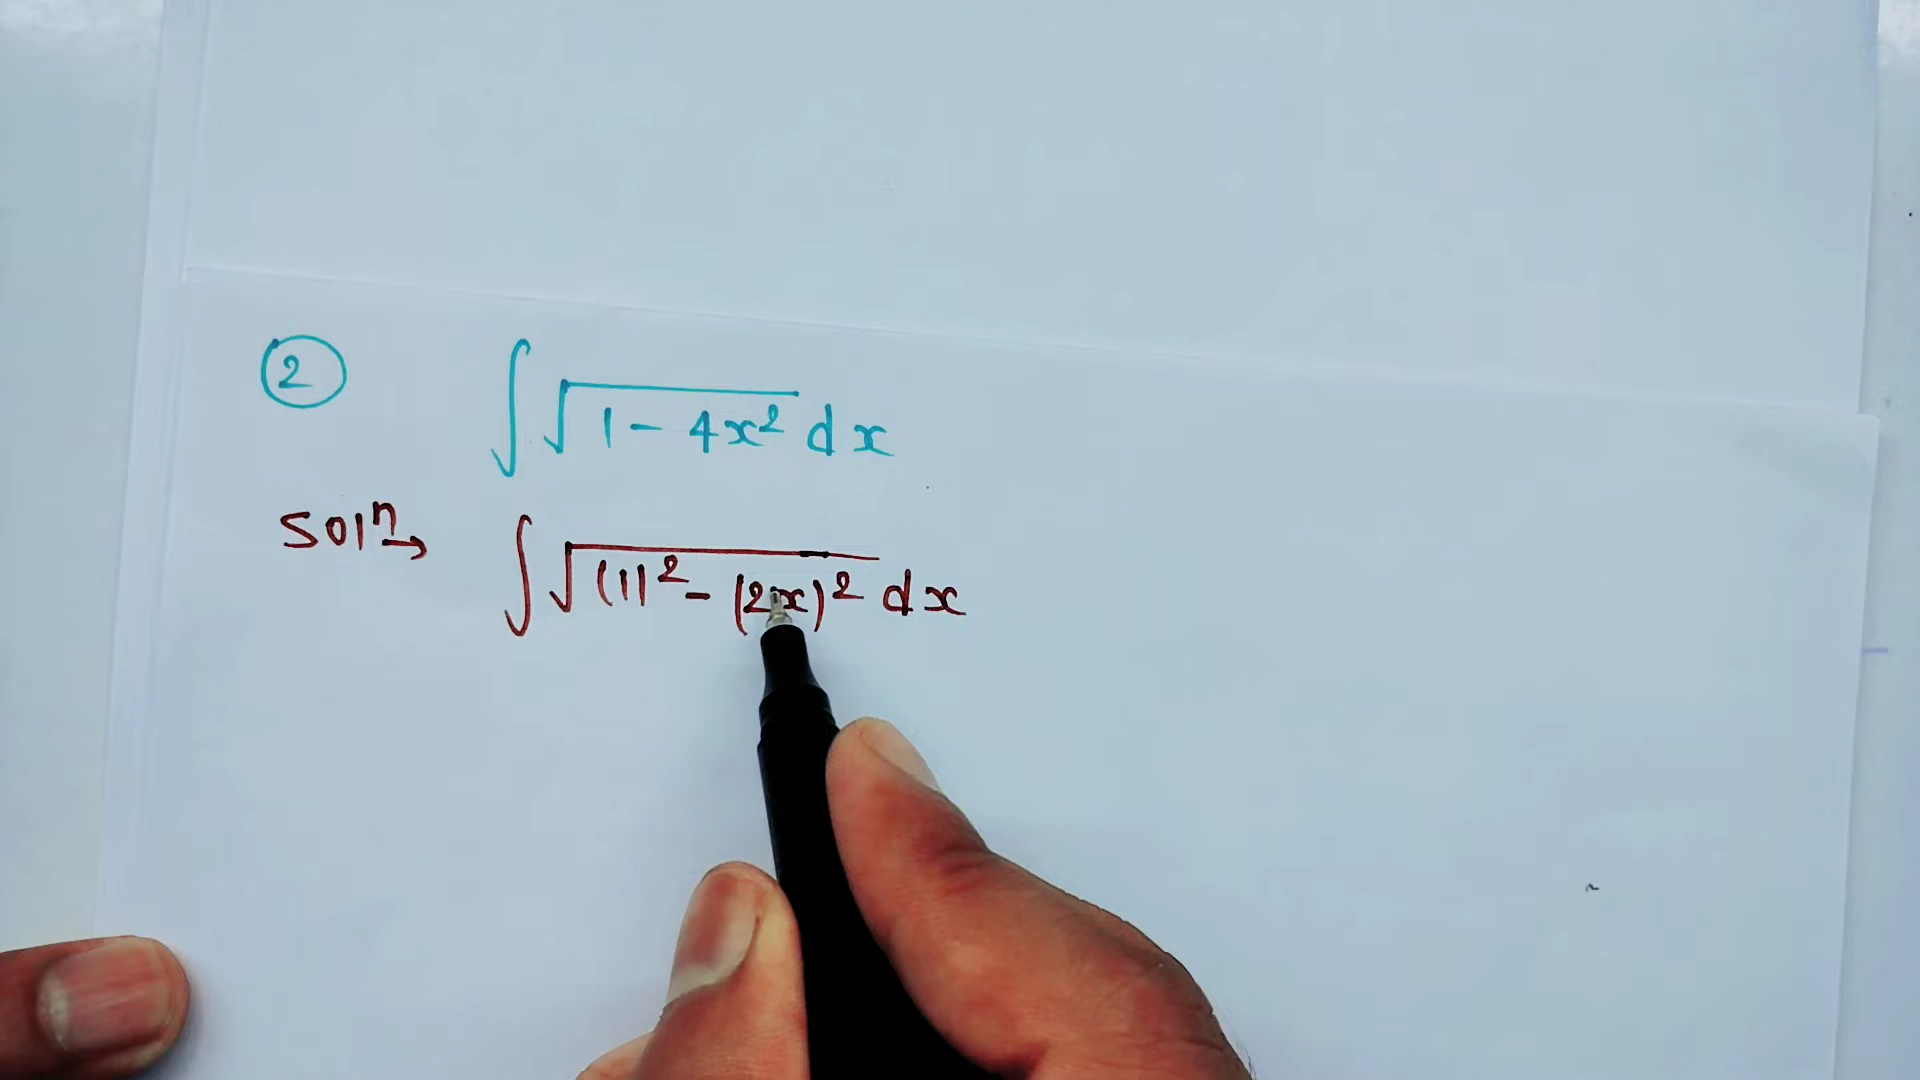 ② ∫√(1 - 4x²) dx
Solⁿ→ ∫√((1)² - (2x)²) dx